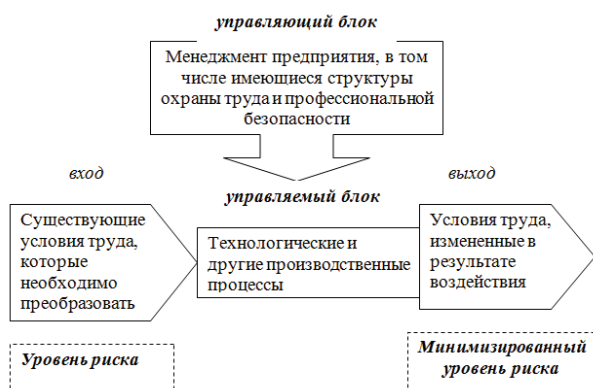 управляющий блок
Менеджмент предприятия, в том
числе имеющиеся структуры
охраны труда и профессиональной
безопасности
вход
управляемый блок
выход
Существующие
условия труда,
которые
необходимо
преобразовать
Технологические и
другие производственные
процессы
Условия труда,
измененные в
результате
воздействия
Уровень риска
Минимизированный
уровень риска